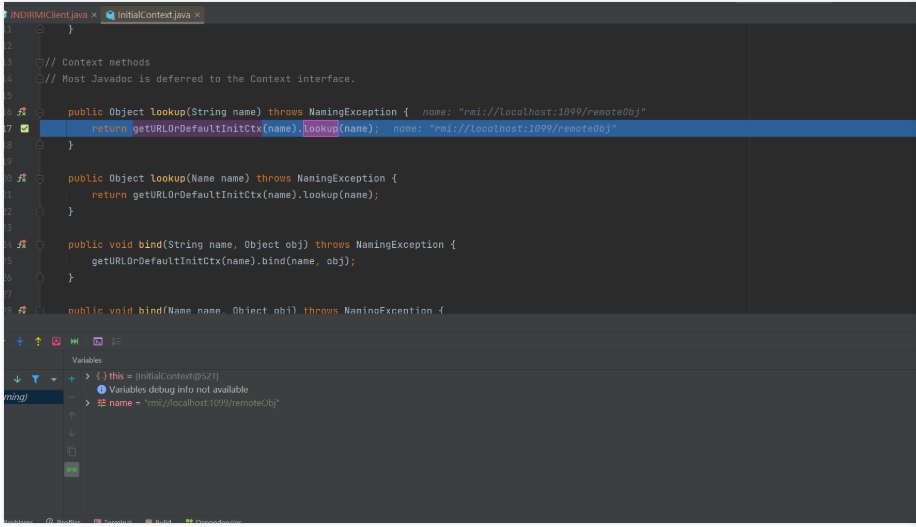 JNDIRMIClient.java × InitialContext.java ×
11 }
12
13 // Context methods
14 // Most Javadoc is deferred to the Context interface.
15
16 public Object lookup(String name) throws NamingException { name: "rmi://localhost:1099/remoteObj"
17 return getURLOrDefaultInitCtx(name).lookup(name); name: "rmi://localhost:1099/remoteObj"
18 }
19
20 public Object lookup(Name name) throws NamingException {
21 return getURLOrDefaultInitCtx(name).lookup(name);
22 }
23
24 public void bind(String name, Object obj) throws NamingException {
25 getURLOrDefaultInitCtx(name).bind(name, obj);
26 }
27
28 public void bind(Name name, Object obj) throws NamingException {
Variables
this = {InitialContext@521}
Variables debug info not available
ming)
name = "rmi://localhost:1099/remoteObj"
Problems Profiler Terminal Build Dependencies